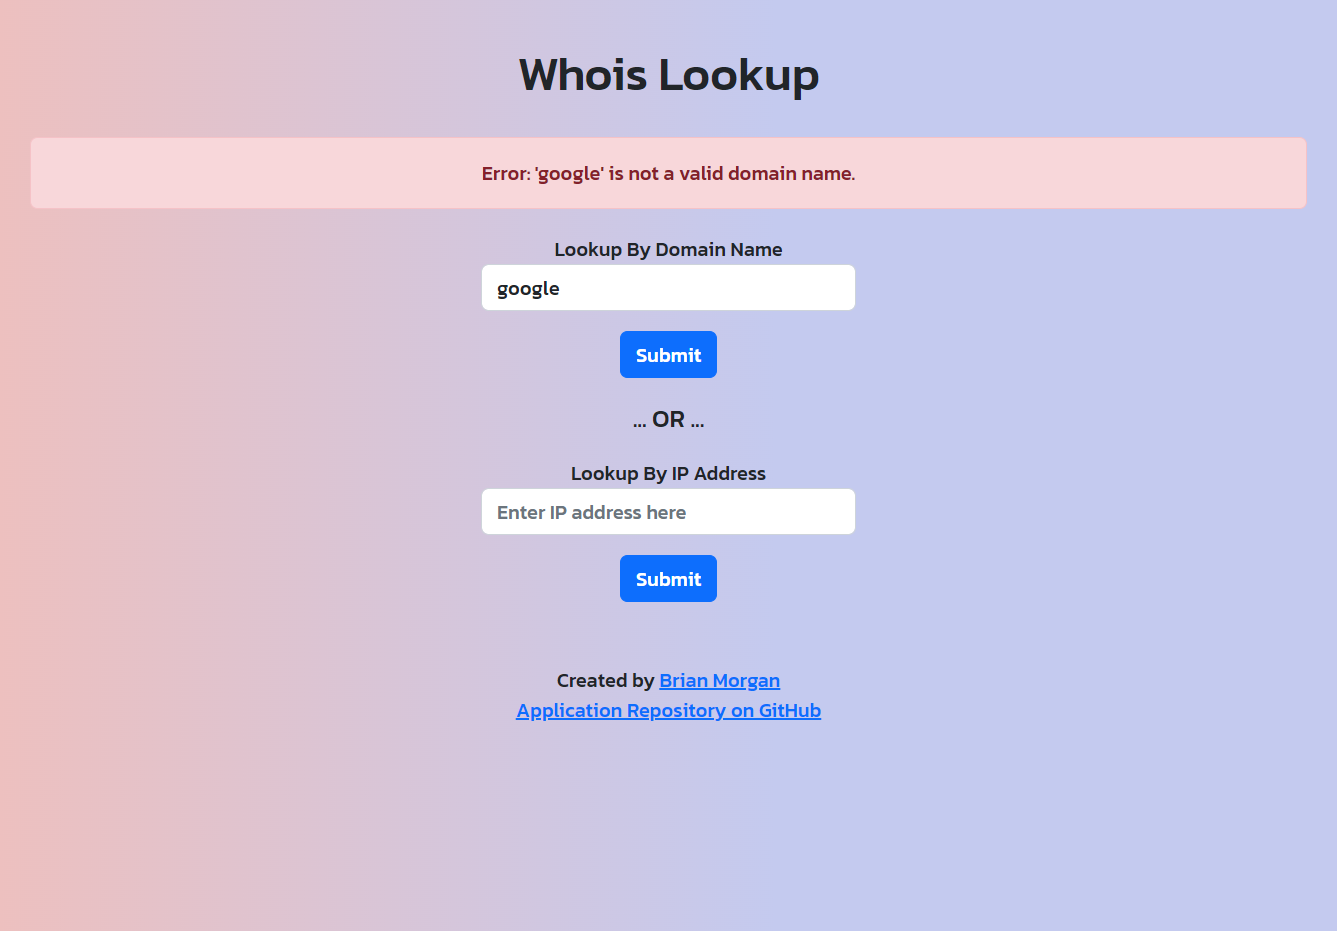 Whois Lookup
Error: 'google' is not a valid domain name.
Lookup By Domain Name
google
Submit
... OR ...
Lookup By IP Address
Enter IP address here
Submit
Created by Brian Morgan
Application Repository on GitHub